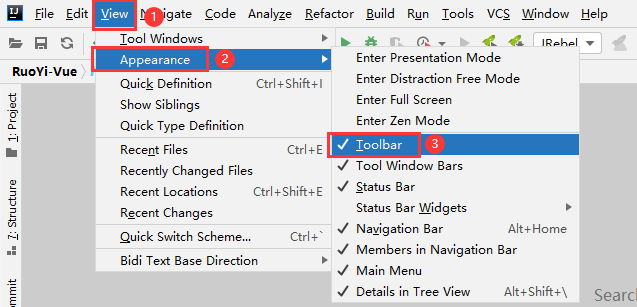 IJ File Edit View Navigate Code Analyze Refactor Build Run Tools VCS Window Help
1
JRebel
RuoYi-Vue
1: Project
7: Structure
Commit
Tool Windows
Appearance 2
Quick Definition Ctrl+Shift+I
Show Siblings
Quick Type Definition
Recent Files Ctrl+E
Recently Changed Files
Recent Locations Ctrl+Shift+E
Recent Changes
Quick Switch Scheme... Ctrl+`
Bidi Text Base Direction
Enter Presentation Mode
Enter Distraction Free Mode
Enter Full Screen
Enter Zen Mode
Toolbar 3
Tool Window Bars
Status Bar
Status Bar Widgets
Navigation Bar Alt+Home
Members in Navigation Bar
Main Menu
Details in Tree View Alt+Shift+\
Search